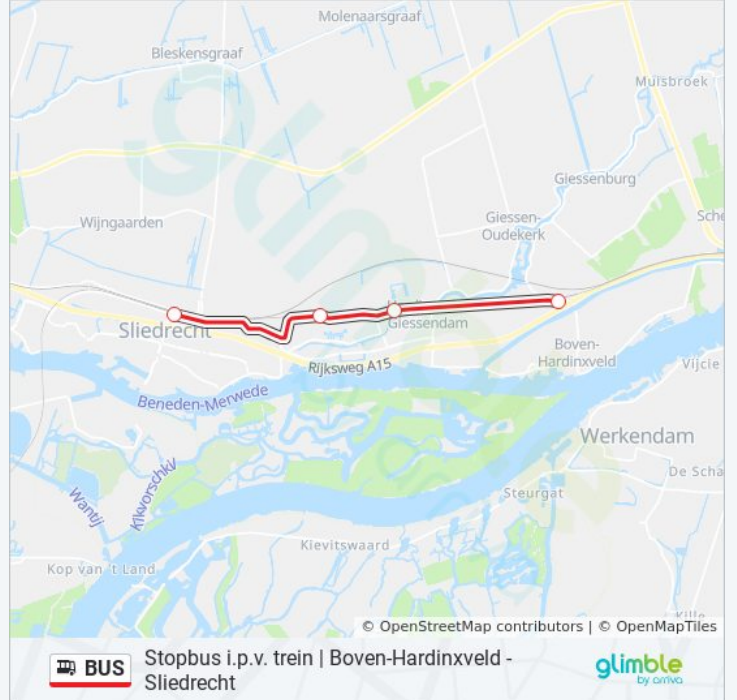 Molenaarsgraaf
Bleskensgraaf
Muisbroek
Giessenburg
Wijngaarden
Giessen-
Oudekerk
Sche
Giessendam
Sliedrecht
Boven-
Hardinxveld
Rijksweg A15
Vijcie
Beneden-Merwede
Werkendam
De Scha
Steurgat
Wantij
Kikvorschkil
Kievitswaard
Kop van 't Land
Kille
© OpenStreetMap contributors | © OpenMapTiles
BUS
Stopbus i.p.v. trein | Boven-Hardinxveld -
Sliedrecht
glimble
by arriva